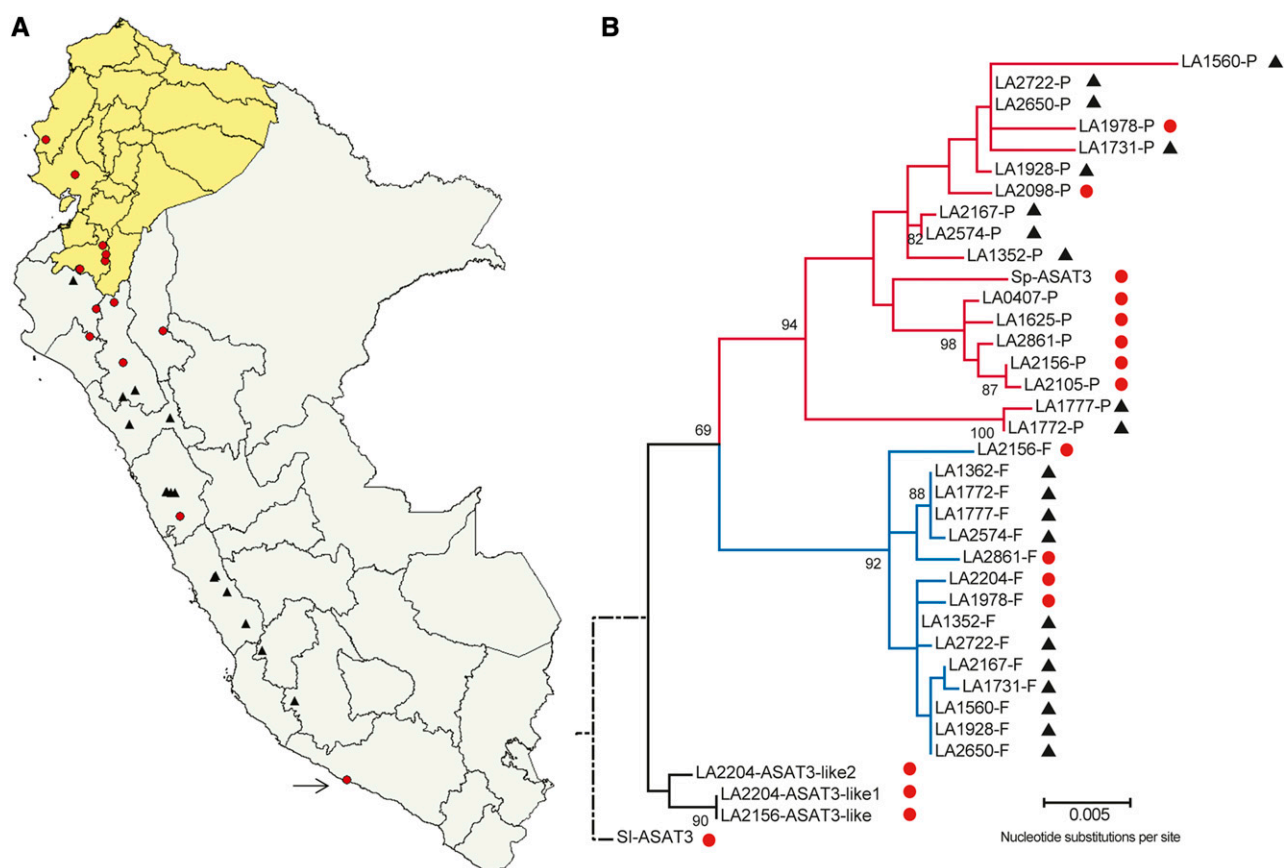 A
B
LA1560-P
LA2722-P
LA2650-P
LA1978-P
LA1731-P
LA1928-P
LA2098-P
LA2167-P
82
LA2574-P
LA1352-P
Sp-ASAT3
LA0407-P
94
LA1625-P
98
LA2861-P
LA2156-P
87
LA2105-P
LA1777-P
100
LA1772-P
69
LA2156-F
LA1362-F
88
LA1772-F
LA1777-F
LA2574-F
92
LA2861-F
LA2204-F
LA1978-F
LA1352-F
LA2722-F
LA2167-F
LA1731-F
LA1560-F
LA1928-F
LA2650-F
LA2204-ASAT3-like2
LA2204-ASAT3-like1
90
LA2156-ASAT3-like
Sl-ASAT3
0.005
Nucleotide substitutions per site